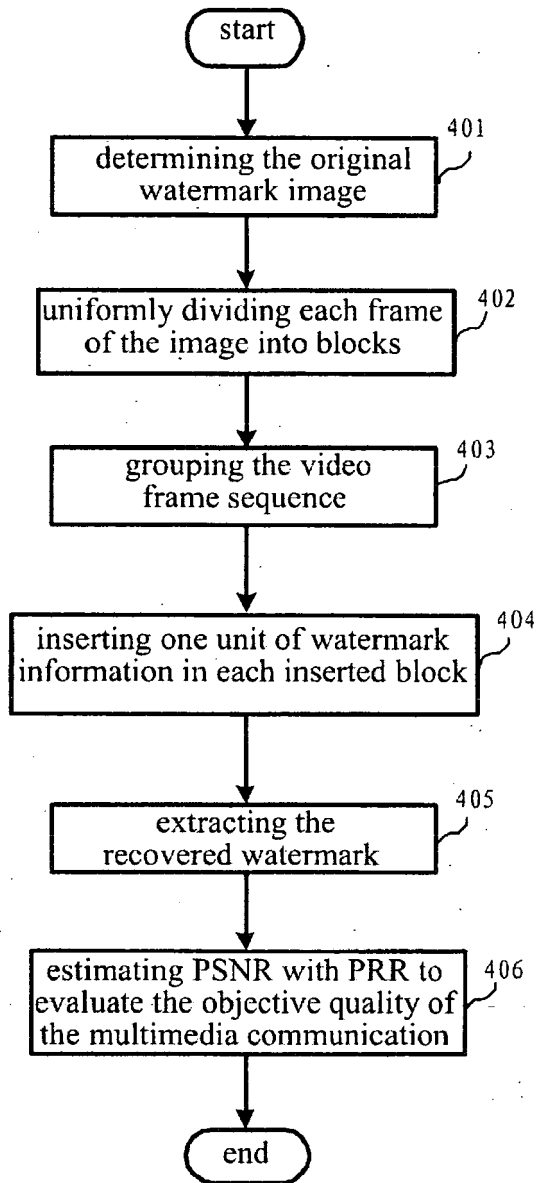 start
401
determining the original
watermark image
402
uniformly dividing each frame
of the image into blocks
403
grouping the video
frame sequence
404
inserting one unit of watermark
information in each inserted block
405
extracting the
recovered watermark
406
estimating PSNR with PRR to
evaluate the objective quality of
the multimedia communication
end